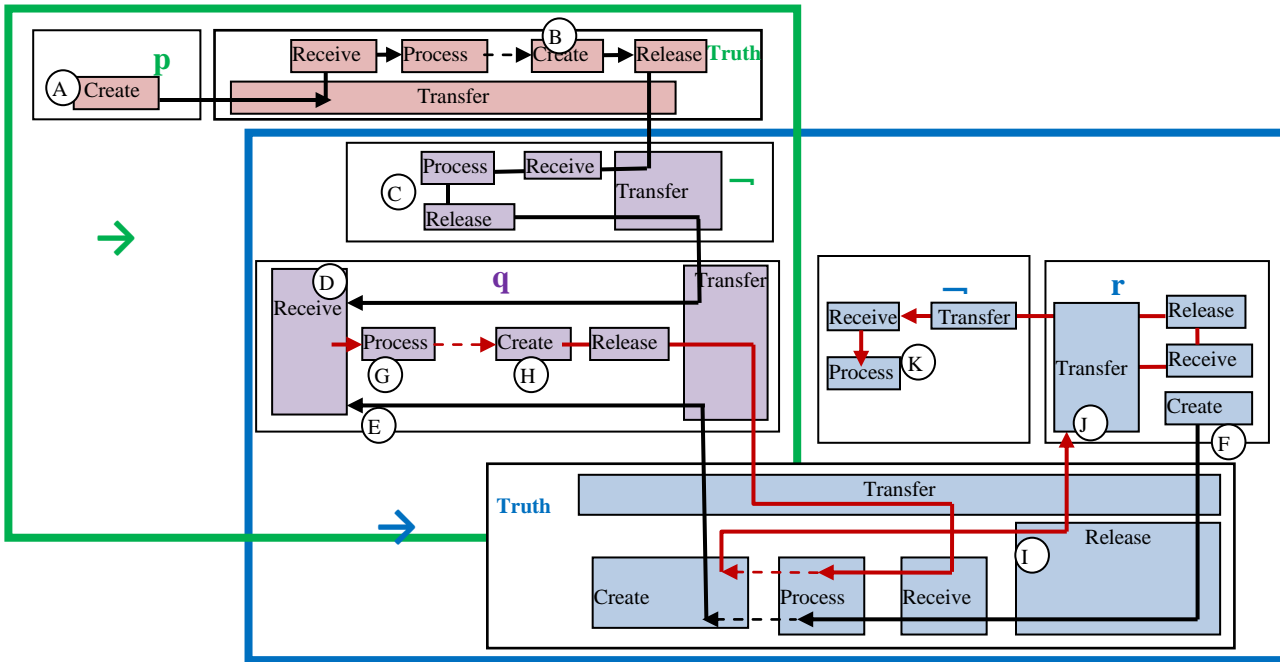 p
A
Create
B
Receive
Process
Create
Release
Truth
Transfer
Process
Receive
Transfer
¬
C
Release
→
q
D
Receive
Transfer
Process
Create
Release
G
H
E
¬
Receive
Transfer
Process
K
r
Transfer
Release
Receive
Create
J
F
→
Truth
Transfer
I
Release
Create
Process
Receive